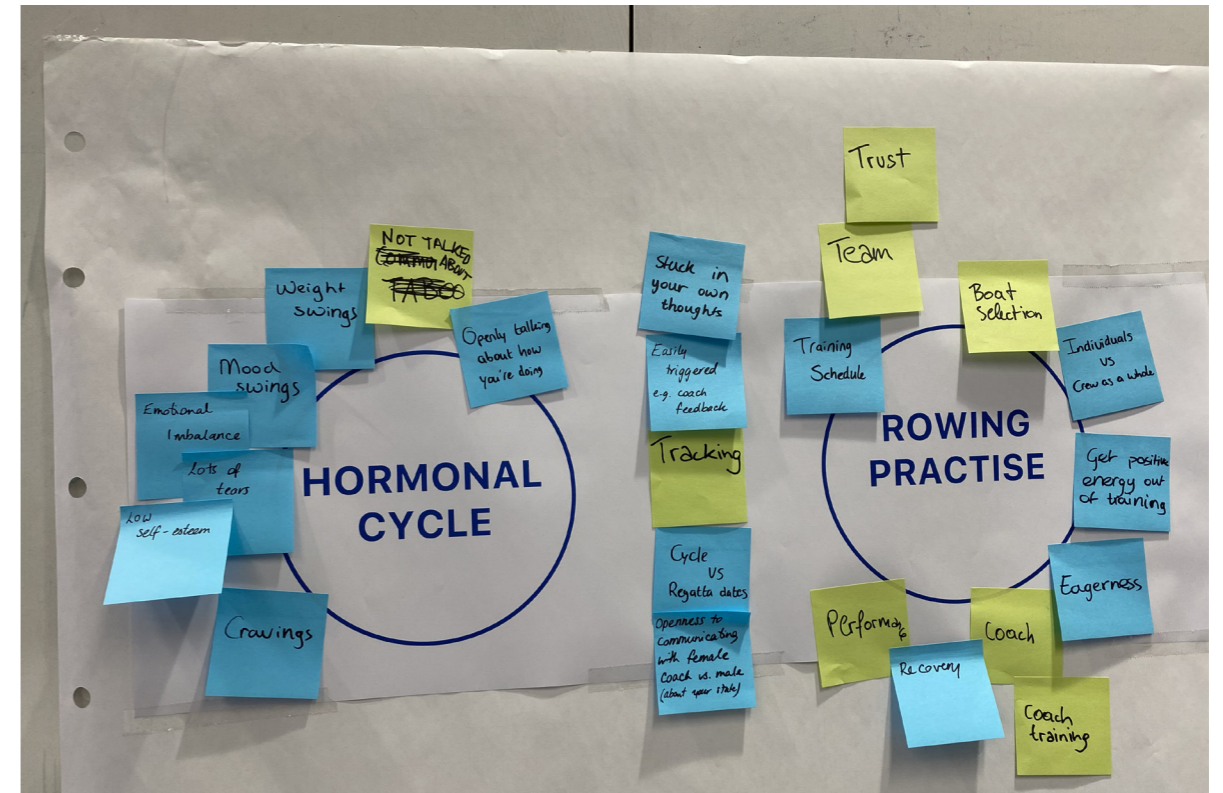 NOT TALKED
COMMON ABOUT
TABOO
Weight
swings
Openly talking
about how
you're doing
Mood
swings
Emotional
Imbalance
Lots of
tears
Low
self-esteem
Cravings
HORMONAL
CYCLE
Stuck in
your own
thoughts
Easily
triggered
e.g. coach
feedback
Tracking
Cycle
VS
Regatta dates
Openness to
communicating
with female
coach vs. male
(about your state)
Trust
Team
Boat
Selection
Training
Schedule
Individuals
vs
Crew as a whole
ROWING
PRACTISE
Get positive
energy out
of training
Eagerness
Performance
Coach
Recovery
Coach
training